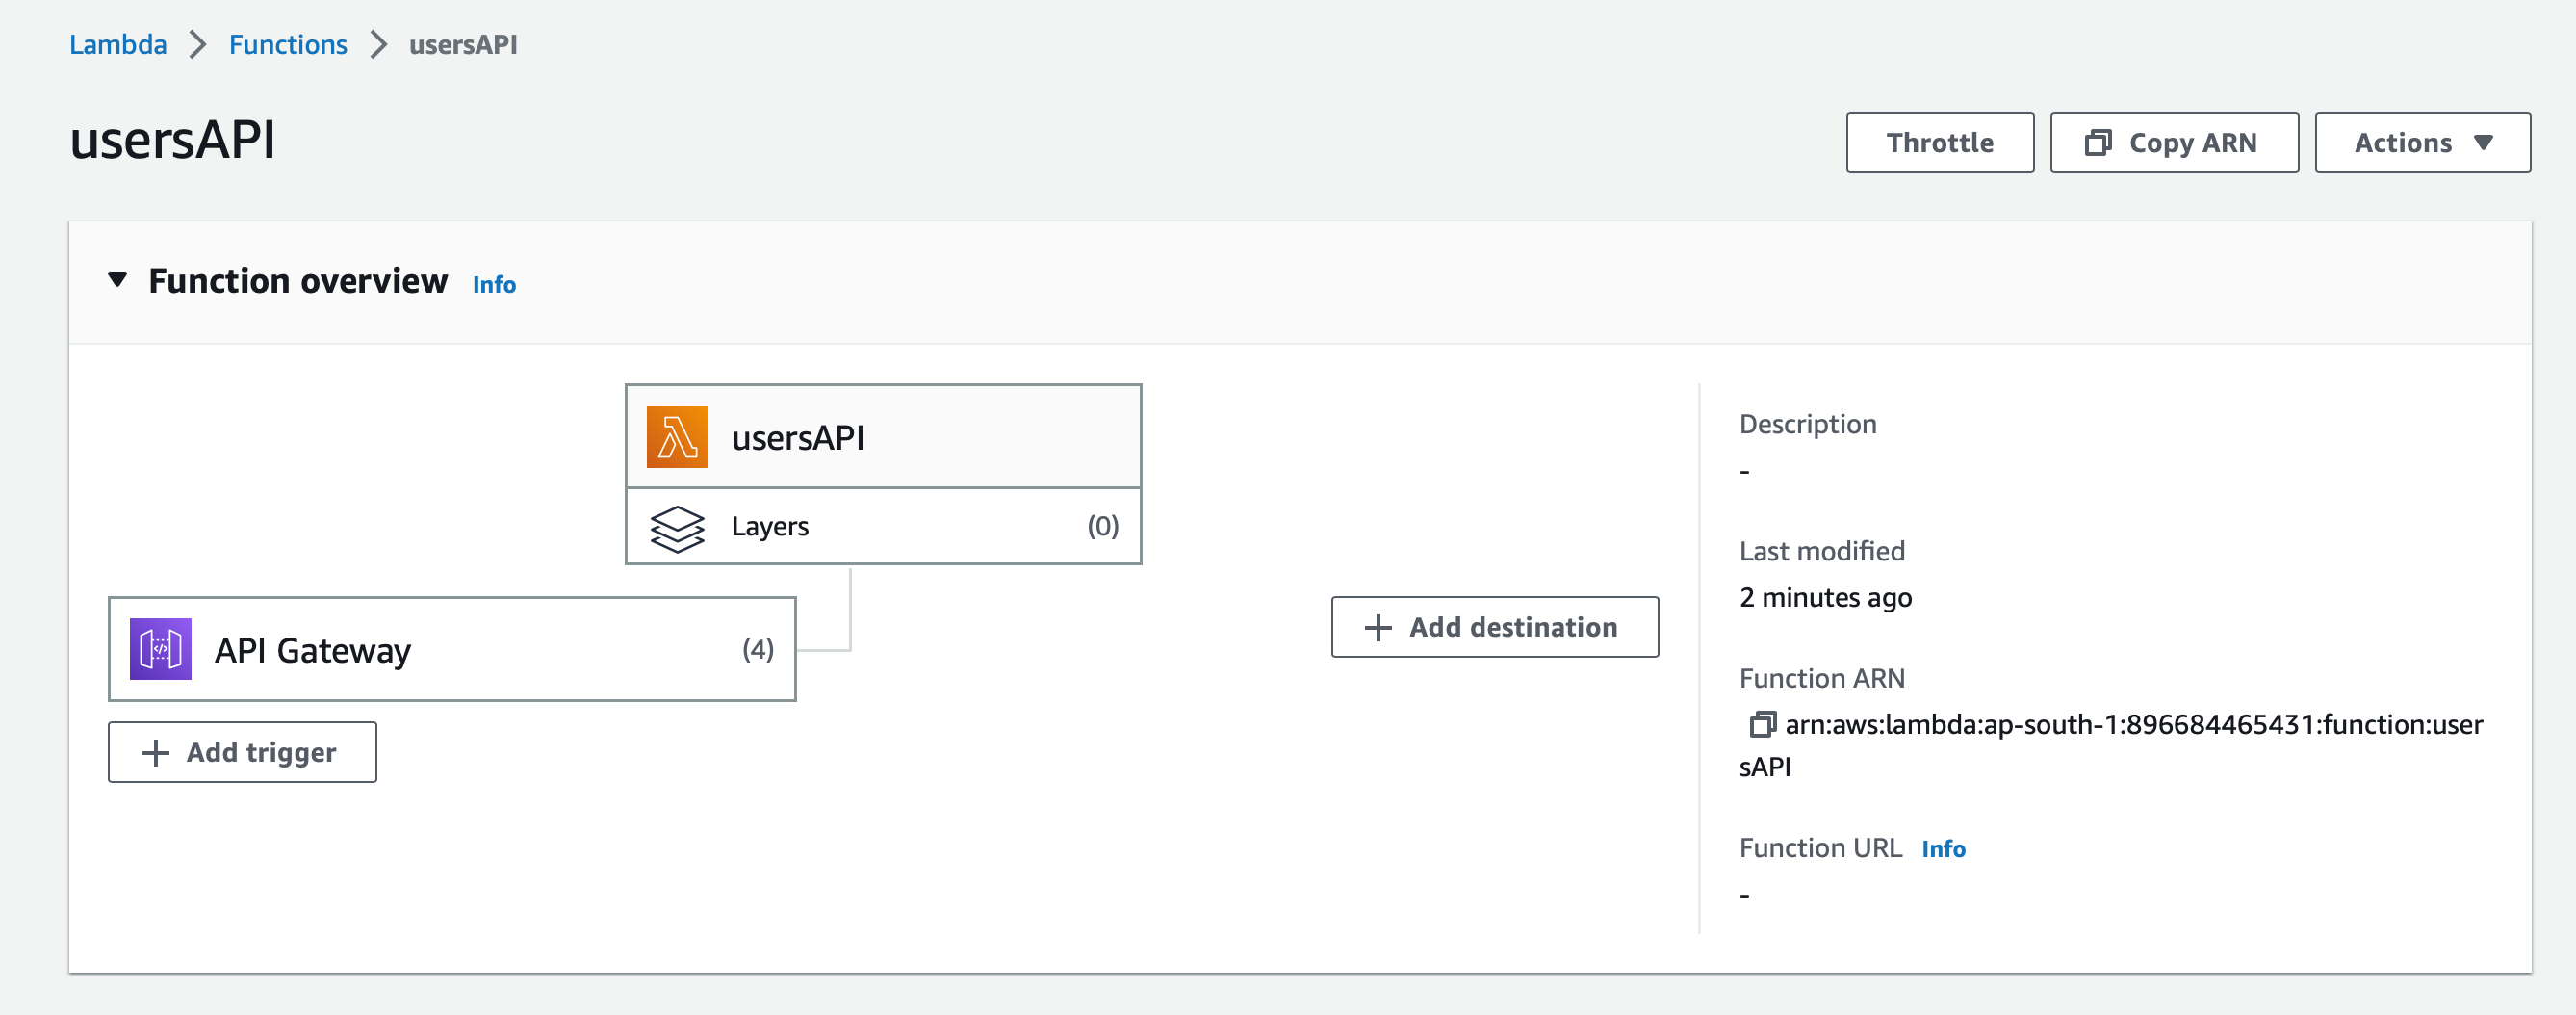 Lambda > Functions > usersAPI
usersAPI
Throttle
Copy ARN
Actions
Function overview Info
usersAPI
Layers (0)
API Gateway (4)
Add trigger
Add destination
Description
-
Last modified
2 minutes ago
Function ARN
arn:aws:lambda:ap-south-1:896684465431:function:user
sAPI
Function URL Info
-